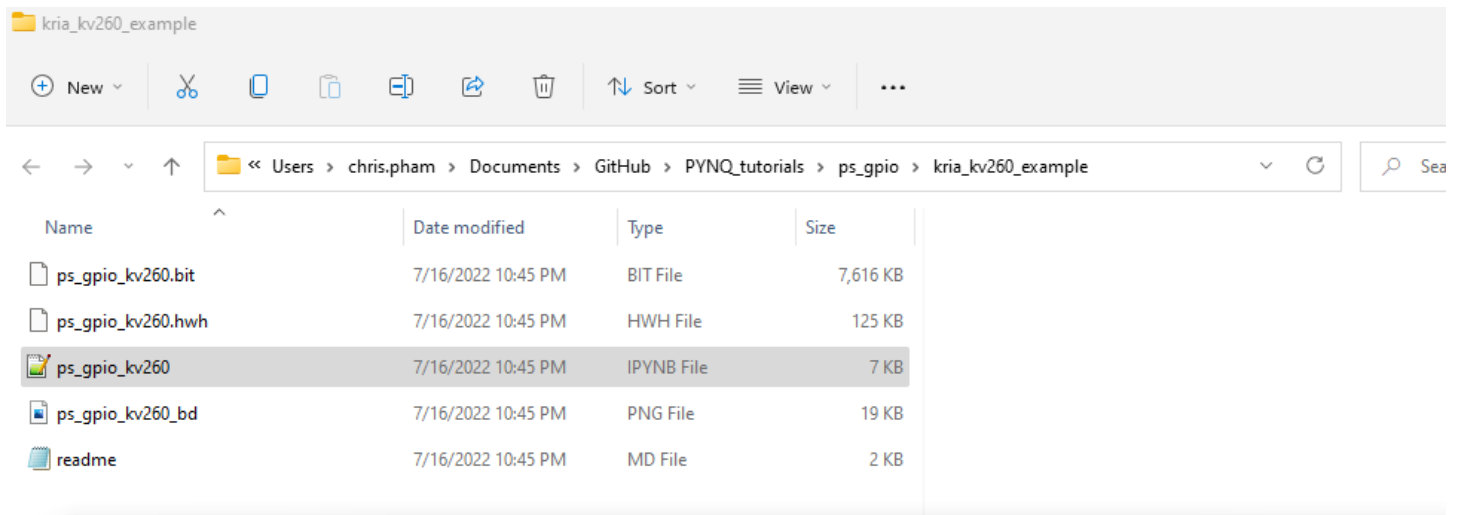 kria_kv260_example
New Sort View ...
« Users > chris.pham > Documents > GitHub > PYNQ_tutorials > ps_gpio > kria_kv260_example Sea
Name Date modified Type Size
ps_gpio_kv260.bit 7/16/2022 10:45 PM BIT File 7,616 KB
ps_gpio_kv260.hwh 7/16/2022 10:45 PM HWH File 125 KB
ps_gpio_kv260 7/16/2022 10:45 PM IPYNB File 7 KB
ps_gpio_kv260_bd 7/16/2022 10:45 PM PNG File 19 KB
readme 7/16/2022 10:45 PM MD File 2 KB